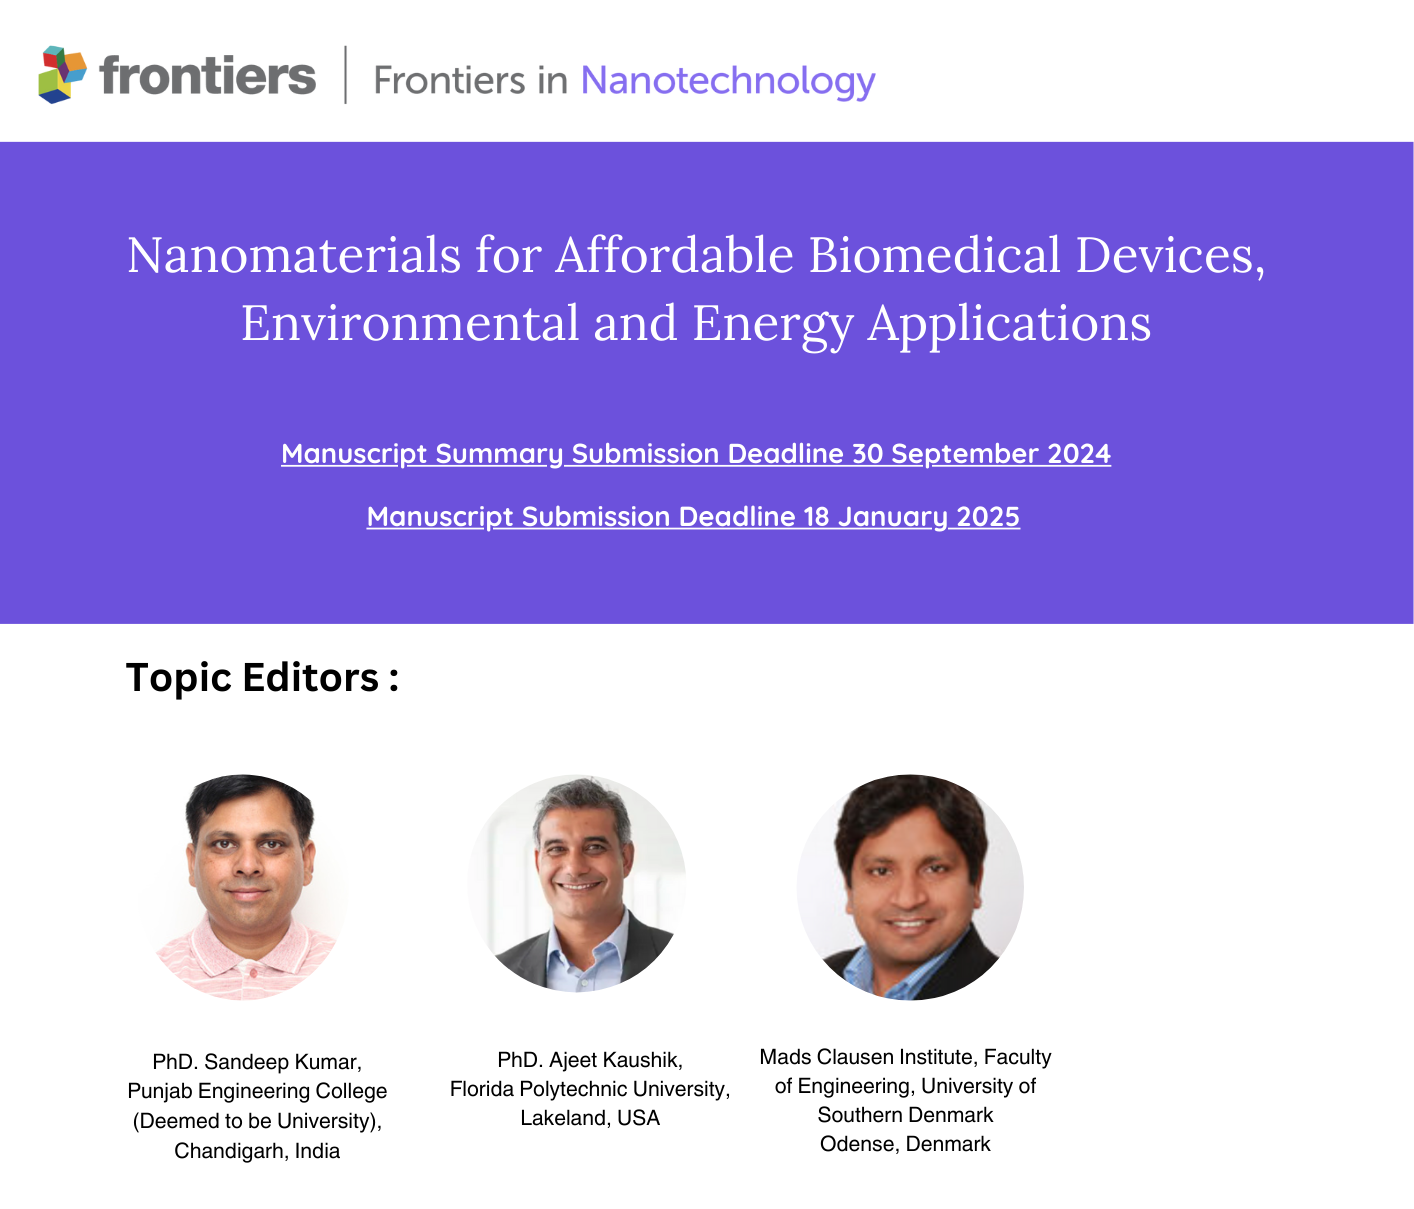 frontiers | Frontiers in Nanotechnology
Nanomaterials for Affordable Biomedical Devices,
Environmental and Energy Applications
Manuscript Summary Submission Deadline 30 September 2024
Manuscript Submission Deadline 18 January 2025
Topic Editors :
PhD. Sandeep Kumar,
Punjab Engineering College
(Deemed to be University),
Chandigarh, India
PhD. Ajeet Kaushik,
Florida Polytechnic University,
Lakeland, USA
Mads Clausen Institute, Faculty
of Engineering, University of
Southern Denmark
Odense, Denmark